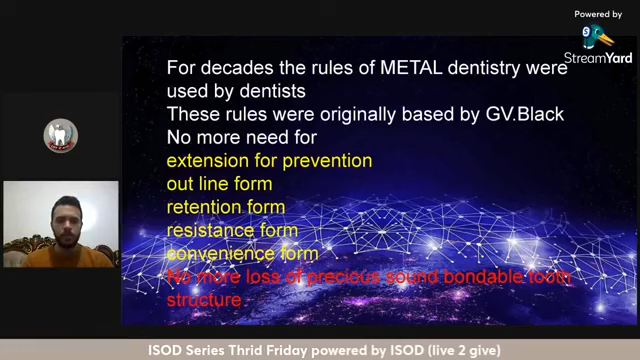 Powered by
StreamYard
For decades the rules of METAL dentistry were
used by dentists
These rules were originally based by GV.Black
No more need for
extension for prevention
out line form
retention form
resistance form
convenience form
No more loss of precious sound bondable tooth
structure
ISOD Series Thrid Friday powered by ISOD (live 2 give)